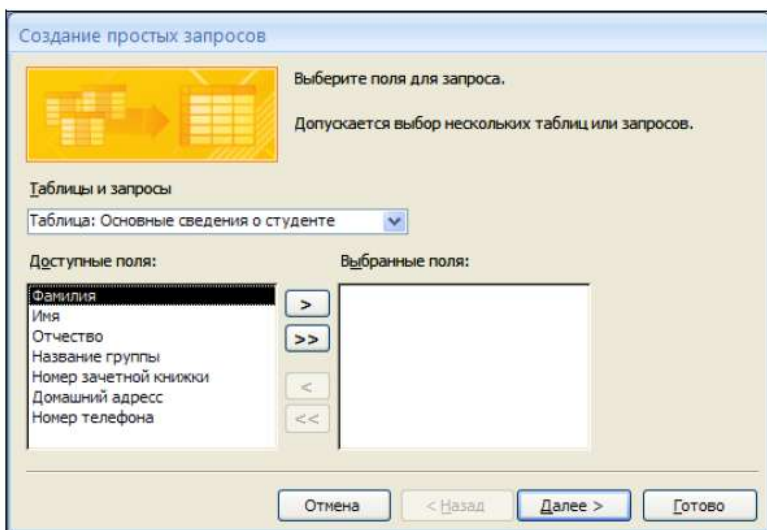 Создание простых запросов
Выберите поля для запроса.
Допускается выбор нескольких таблиц или запросов.
Таблицы и запросы
Таблица: Основные сведения о студенте
Доступные поля:
Выбранные поля:
Фамилия
Имя
Отчество
Название группы
Номер зачетной книжки
Домашний адресс
Номер телефона
>
>>
<
<<
Отмена
< Назад
Далее >
Готово